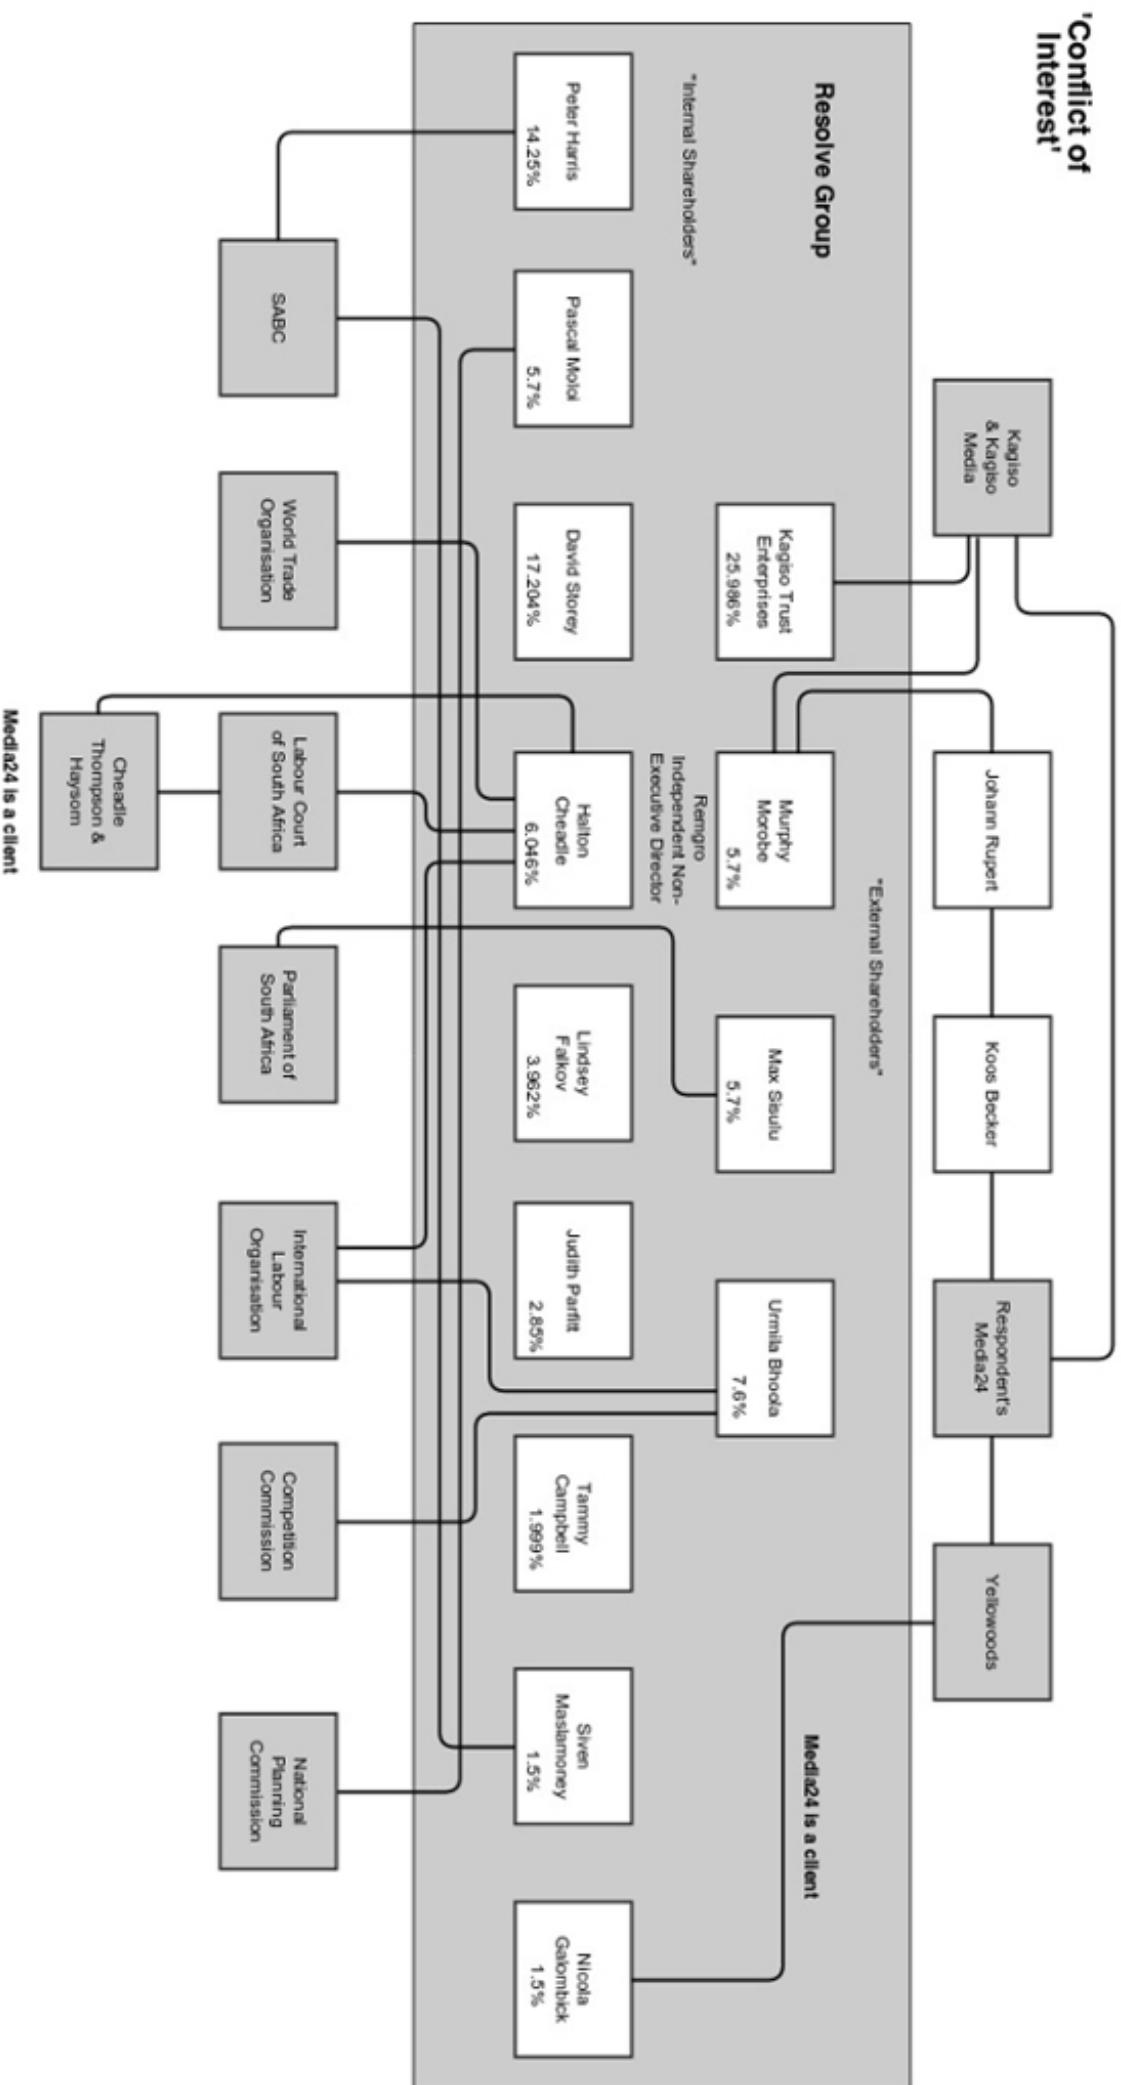 'Conflict of
Interest'
Kagiso
& Kagiso
Media
Johann Rupert
Koos Becker
Respondent's
Media24
Yellowoods
Resolve Group
"External Shareholders"
Media24 is a client
Kagiso Trust
Enterprises
25.986%
Murphy
Morobe
5.7%
Max Sisulu
5.7%
Urmila Bhoola
7.6%
"Internal Shareholders"
Remgro
Independent Non-
Executive Director
Peter Harris
14.25%
Pascal Moloi
5.7%
David Storey
17.204%
Halton
Cheadle
6.046%
Lindsey
Falkov
3.962%
Judith Parfitt
2.85%
Tammy
Campbell
1.999%
Siven
Maslamoney
1.5%
Nicola
Galombick
1.5%
SABC
World Trade
Organisation
Labour Court
of South Africa
Parliament of
South Africa
International
Labour
Organisation
Competition
Commission
National
Planning
Commission
Cheadle
Thompson &
Haysom
Media24 is a client